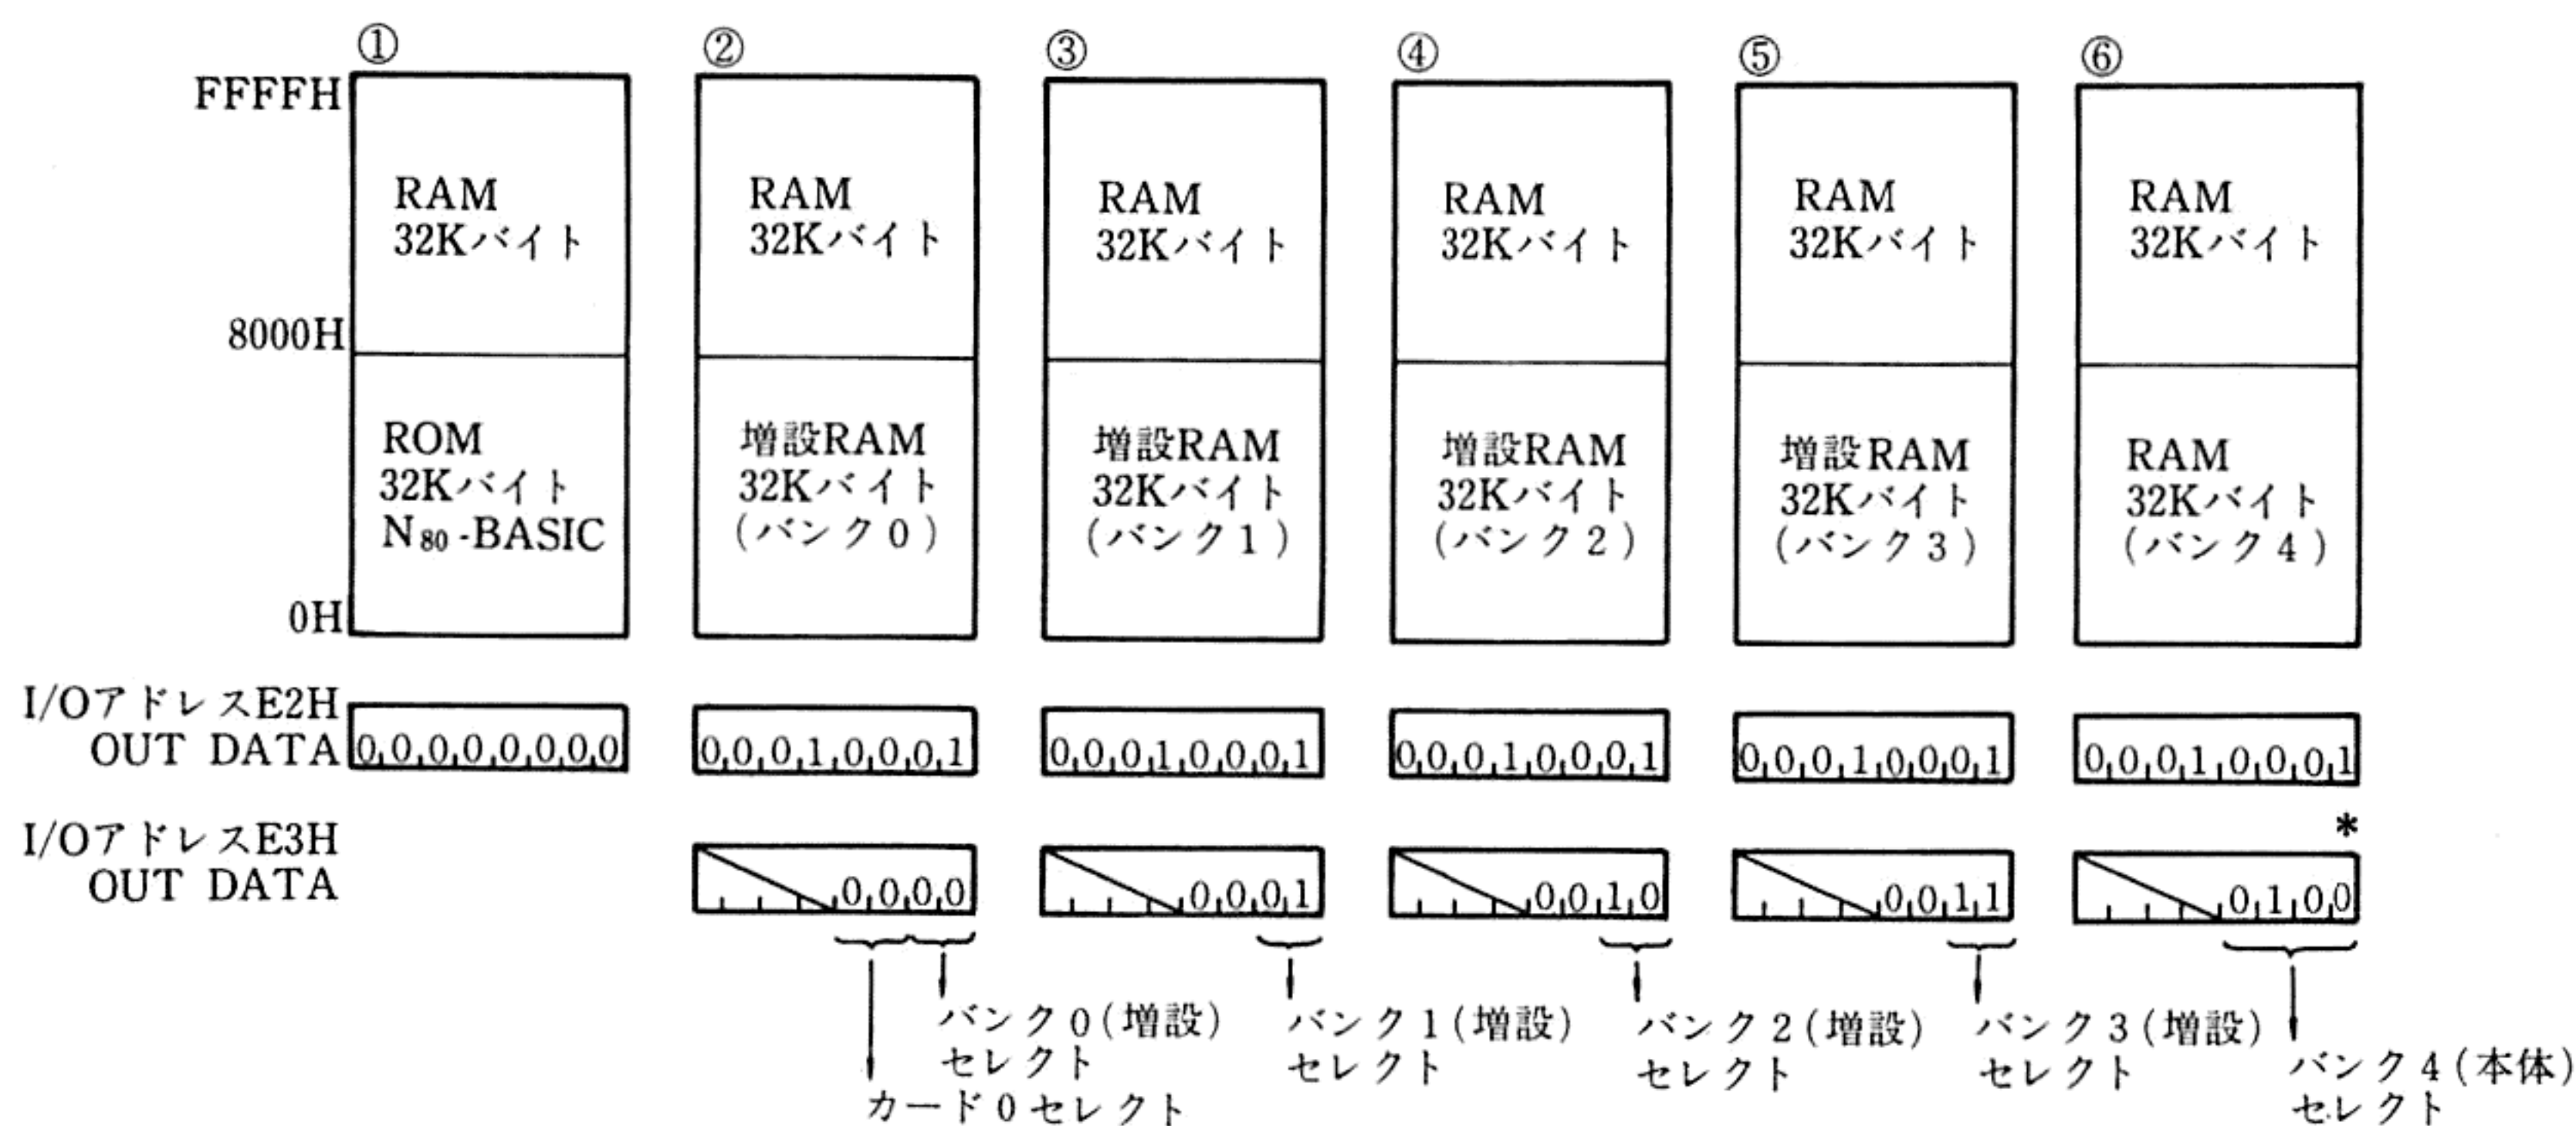 ① ② ③ ④ ⑤ ⑥
FFFFH
8000H
0H
RAM
32Kバイト
ROM
32Kバイト
N80-BASIC
RAM
32Kバイト
増設RAM
32Kバイト
(バンク0)
RAM
32Kバイト
増設RAM
32Kバイト
(バンク1)
RAM
32Kバイト
増設RAM
32Kバイト
(バンク2)
RAM
32Kバイト
増設RAM
32Kバイト
(バンク3)
RAM
32Kバイト
RAM
32Kバイト
(バンク4)
I/OアドレスE2H
OUT DATA
0,0,0,0,0,0,0,0
0,0,0,1,0,0,0,1
0,0,0,1,0,0,0,1
0,0,0,1,0,0,0,1
0,0,0,1,0,0,0,1
0,0,0,1,0,0,0,1
*
I/OアドレスE3H
OUT DATA
0,0,0,0
0,0,0,1
0,0,1,0
0,0,1,1
0,1,0,0
バンク0(増設)
セレクト
カード0セレクト
バンク1(増設)
セレクト
バンク2(増設)
セレクト
バンク3(増設)
セレクト
バンク4(本体)
セレクト